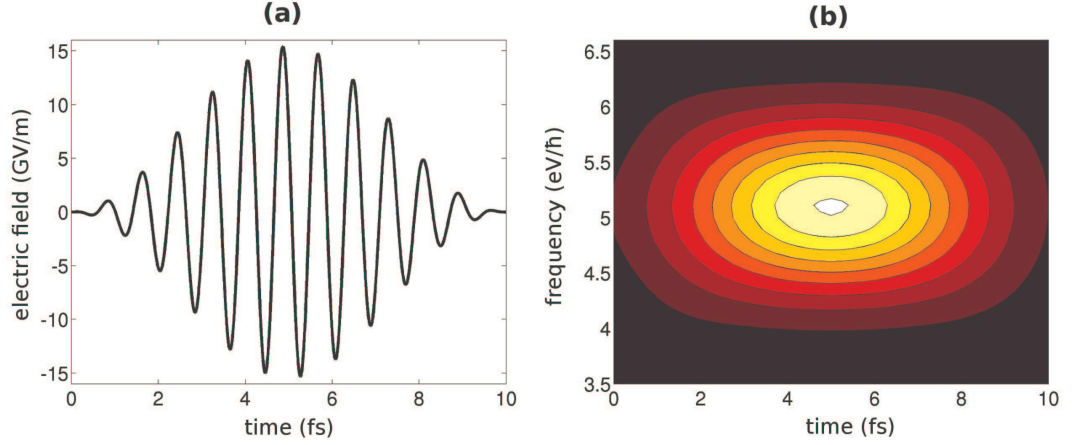 (a)
electric field (GV/m)
15
10
5
0
-5
-10
-15
0 2 4 6 8 10
time (fs)
(b)
frequency (eV/ħ)
6.5
6
5.5
5
4.5
4
3.5
0 2 4 6 8 10
time (fs)